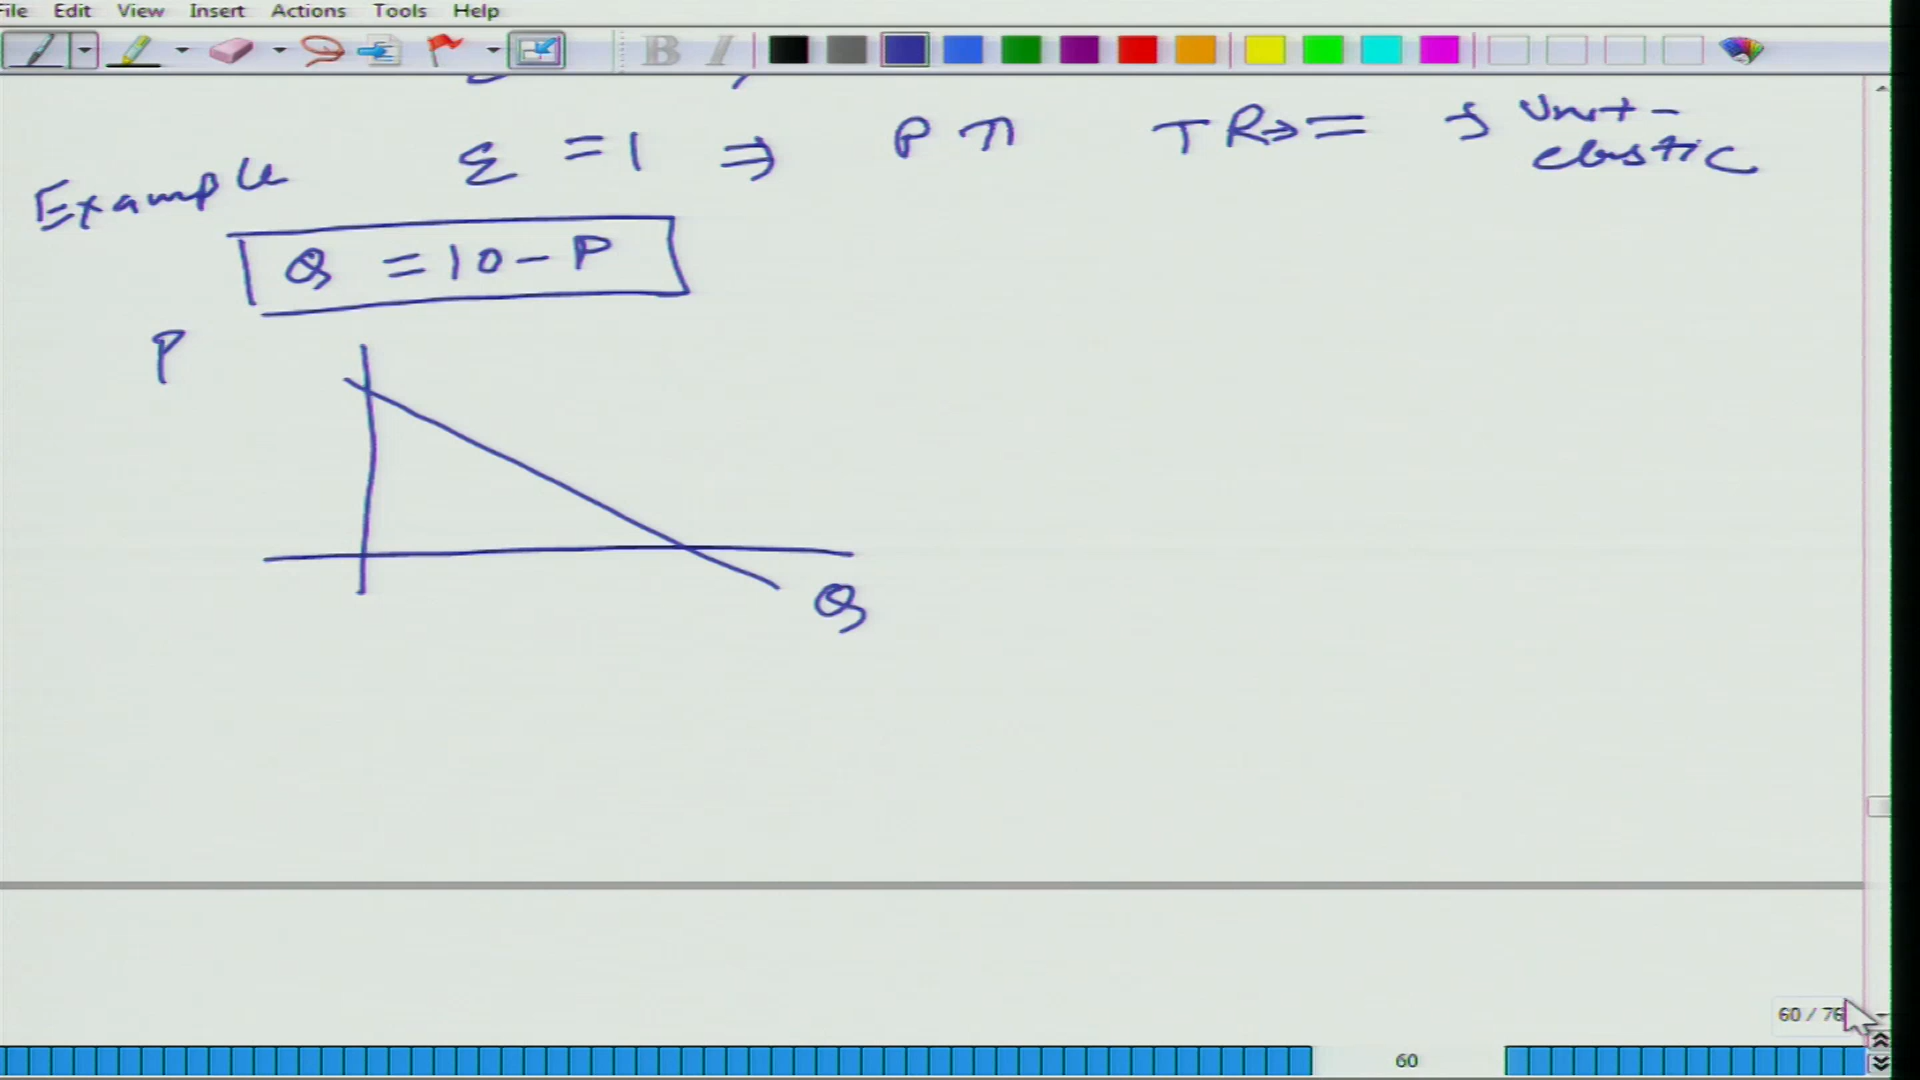 File Edit View Insert Actions Tools Help
B I
Σ = 1 ⇒ P ↑ TR → = } Unit-
elastic
Example
Q = 10 - P
P
Q
60 / 76
60